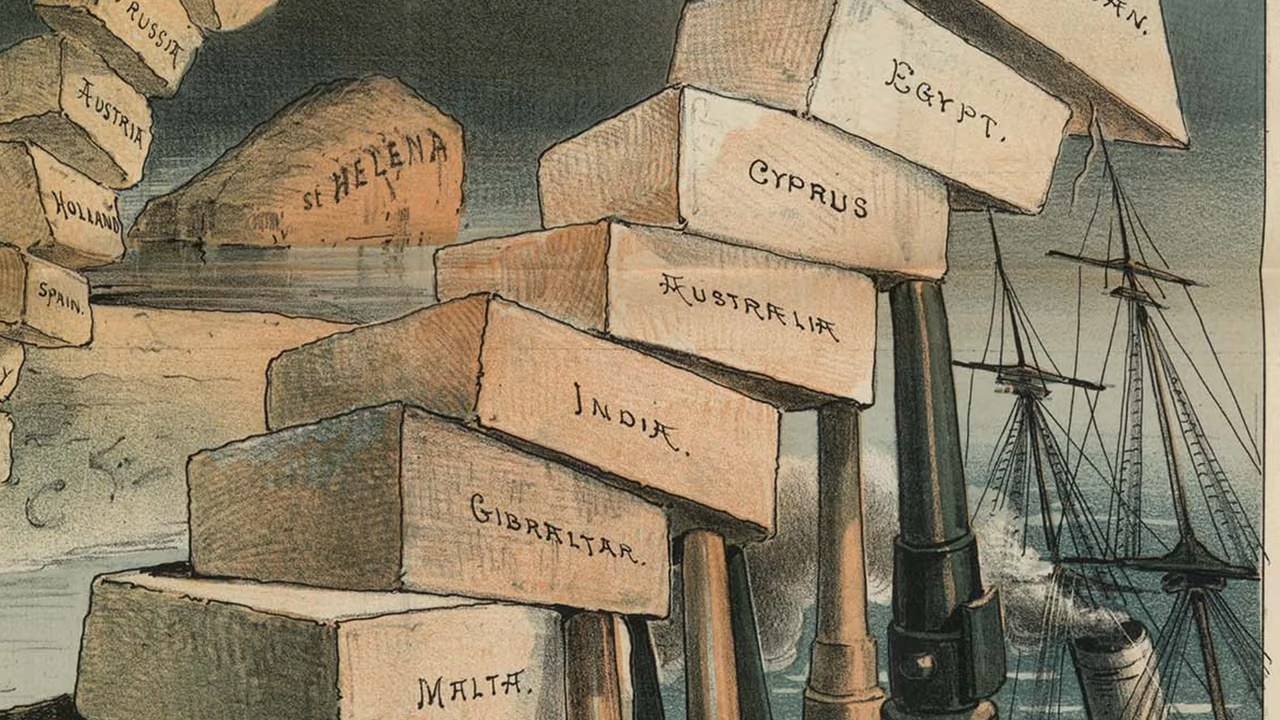 RUSSIA
AUSTRIA
HOLLAND
SPAIN.
St HELENA
EGYPT.
CYPRUS
AUSTRALIA
INDIA.
GIBRALTAR.
MALTA.